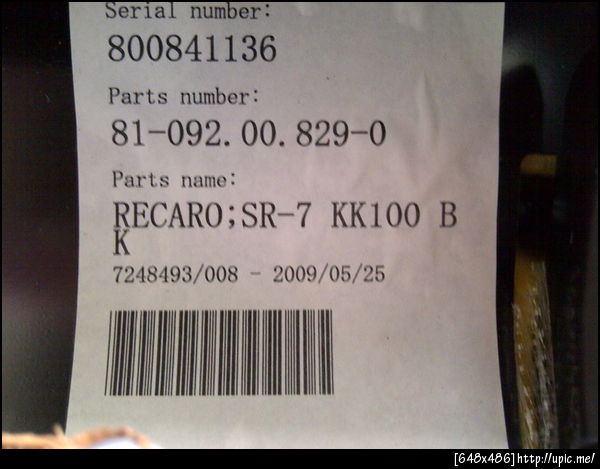 Serial number:
800841136
Parts number:
81-092.00.829-0
Parts name:
RECARO;SR-7 KK100 B
K
7248493/008 - 2009/05/25
[648x486]http://upic.me/